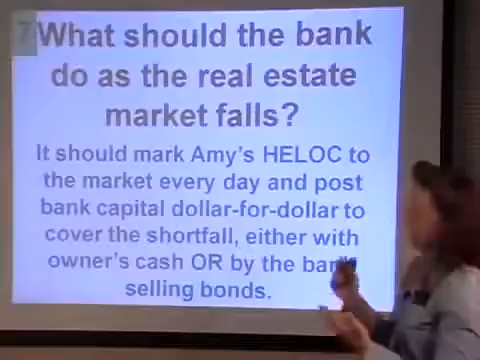 7 What should the bank
do as the real estate
market falls?
It should mark Amy's HELOC to
the market every day and post
bank capital dollar-for-dollar to
cover the shortfall, either with
owner's cash OR by the bank
selling bonds.